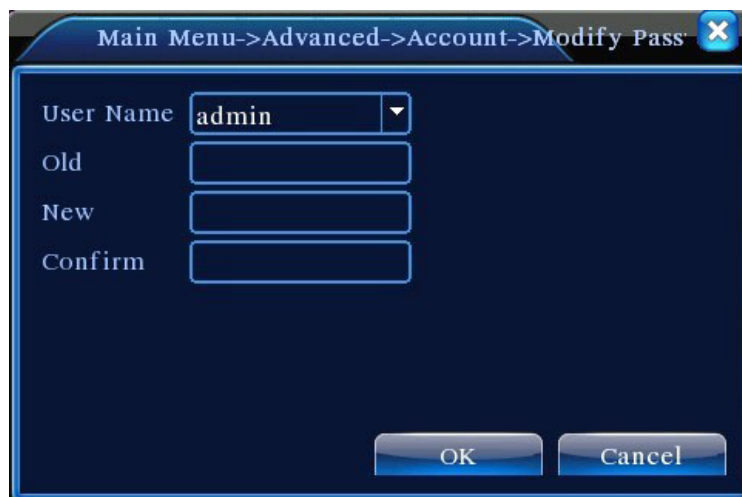 Main Menu->Advanced->Account->Modify Pass
User Name admin
Old
New
Confirm
OK Cancel